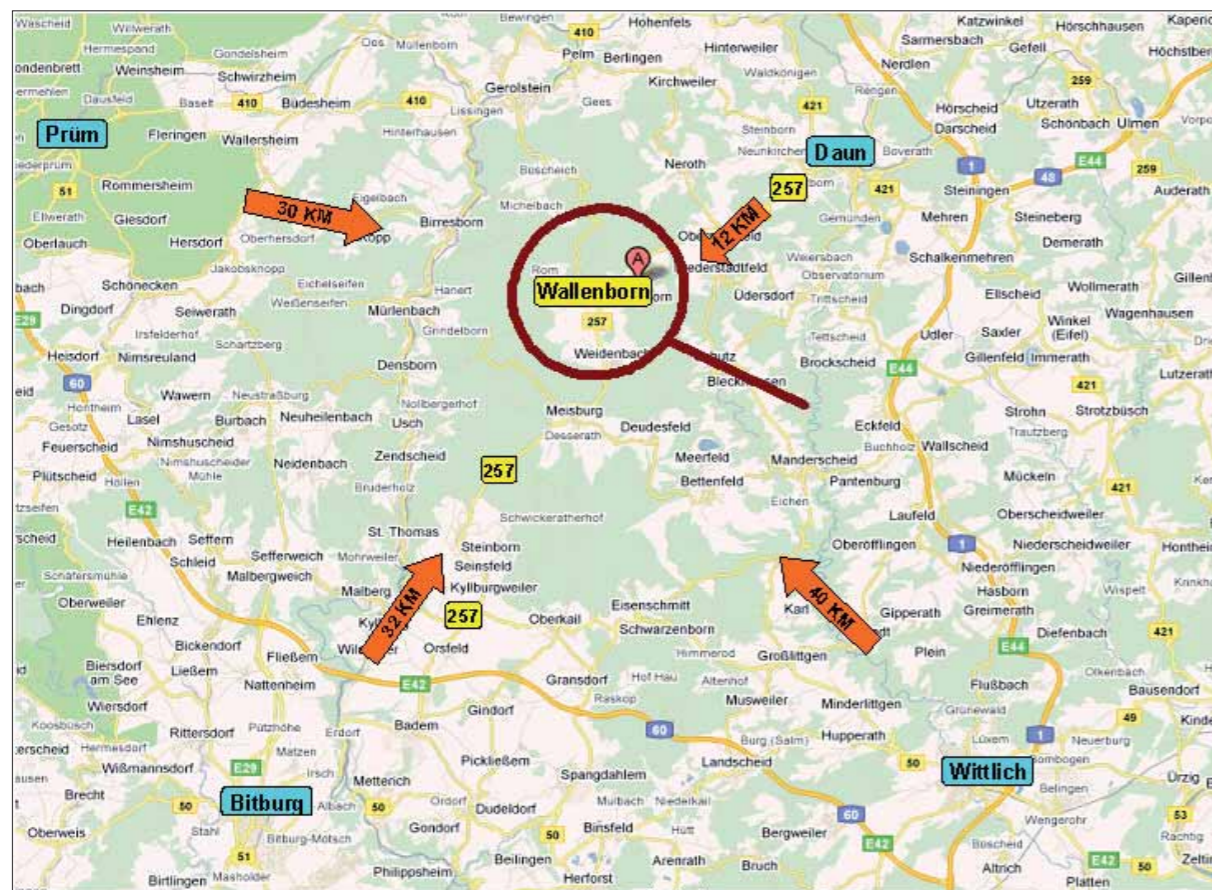 Wascheid
Willwerath
Hermespand
Gondelsheim
Weinsheim
Schwirzheim
Dausfeld
Baselt
410
Büdesheim
410
Oos
Müllenborn
Bewingen
410
Hohenfels
Pelm
Berlingen
Hinterweiler
Kirchweiler
Waldkönigen
Gerolstein
Gees
Lissingen
Katzwinkel
Hörschhausen
Sarmersbach
Gefell
Nerdlen
Höchstberg
259
Rengen
421
Hörscheid
Utzerath
Darscheid
Schönbach
Ulmen
Prüm
Fleringen
Wallersheim
Hinterhausen
Büscheich
Steinborn
Neunkirchen
Daun
Boverath
1
E44
259
Neroth
257
421
48
Steiningen
Auderath
51
Rommersheim
Ellwerath
Giesdorf
Oberlauch
Hersdorf
Oberhersdorf
30 KM
Eigelbach
Birresborn
Kopp
Michelbach
12 KM
Gemünden
Mehren
Steineberg
Demerath
Schalkenmehren
Weiersbach
Observatorium
Jakobsknopp
Schönecken
Eichelseifen
Hanert
Rom
A
Wallenborn
Üdersdorf
Trittscheid
Ellscheid
Wollmerath
Wagenhausen
Dingdorf
Seiwerath
Weißenseifen
Mürlenbach
E29
Irsfelderhof
Schartzberg
Grindelborn
257
Tettscheid
Udler
Saxler
Winkel
(Eifel)
Heisdorf
Nimsreuland
Densborn
Weidenbach
Brockscheid
Gillenfeld
Immerath
E44
60
Wawern
Neustraßburg
Nollbergerhof
Meisburg
421
Lutzerath
Hontheim
Lasel
Burbach
Neuheilenbach
Usch
Desserath
Deudesfeld
Eckfeld
Strohn
Strotzbüsch
Trautzberg
Gesotz
Feuerscheid
Nimshuscheid
Buchholz
Wallscheid
Plütscheid
Nimshuscheider
Mühle
Neidenbach
Zendscheid
257
Meerfeld
Manderscheid
Hollen
Bruderholz
Bettenfeld
Pantenburg
Mückeln
421
E42
Schwickeratherhof
Eichen
Laufeld
Oberscheidweiler
Heilenbach
Seffern
Sefferweich
St. Thomas
Mohrweiler
Steinborn
Seinsfeld
Oberöfflingen
1
Niederscheidweiler
Schleid
Malbergweich
Niederöfflingen
Schäfersmühle
Malberg
Kyllburgweiler
Hasborn
Wispelt
Oberweiler
Ehlenz
32 KM
257
Oberkail
Eisenschmitt
Karl
40 KM
Gipperath
Greimerath
Schwarzenborn
Diefenbach
421
Bickendorf
Fließem
Orsfeld
Himmerod
Großlittgen
Plein
E44
Biersdorf
am See
Ließem
Nattenheim
E42
Gransdorf
Hof Hau
Altenhof
Flußbach
Olkenbach
Bausendorf
Wiersdorf
Raskop
Musweiler
Minderlittgen
Grünewald
Koosbüsch
Rittersdorf
Pützhöhe
Erdorf
Badem
Gindorf
60
49
Hermesdorf
Matzen
Burg (Salm)
Hupperath
Lüxem
1
Neuerburg
Wißmannsdorf
E29
Irsch
Pickließem
Landscheid
50
Wittlich
Metterich
Spangdahlem
Belingen
Ürzig
Brecht
50
Bitburg
Albach
50
Ordorf
Dudeldorf
Mulbach
Niederkail
60
Wengerohr
53
Oberweis
Stahl
Bitburg-Mötsch
Gondorf
50
Binsfeld
Hütt
Bergweiler
E42
Büscheid
Rachtig
51
Masholder
Beilingen
Arenrath
Bruch
Altrich
E42
50
Birtlingen
Philippsheim
Herforst
Platten